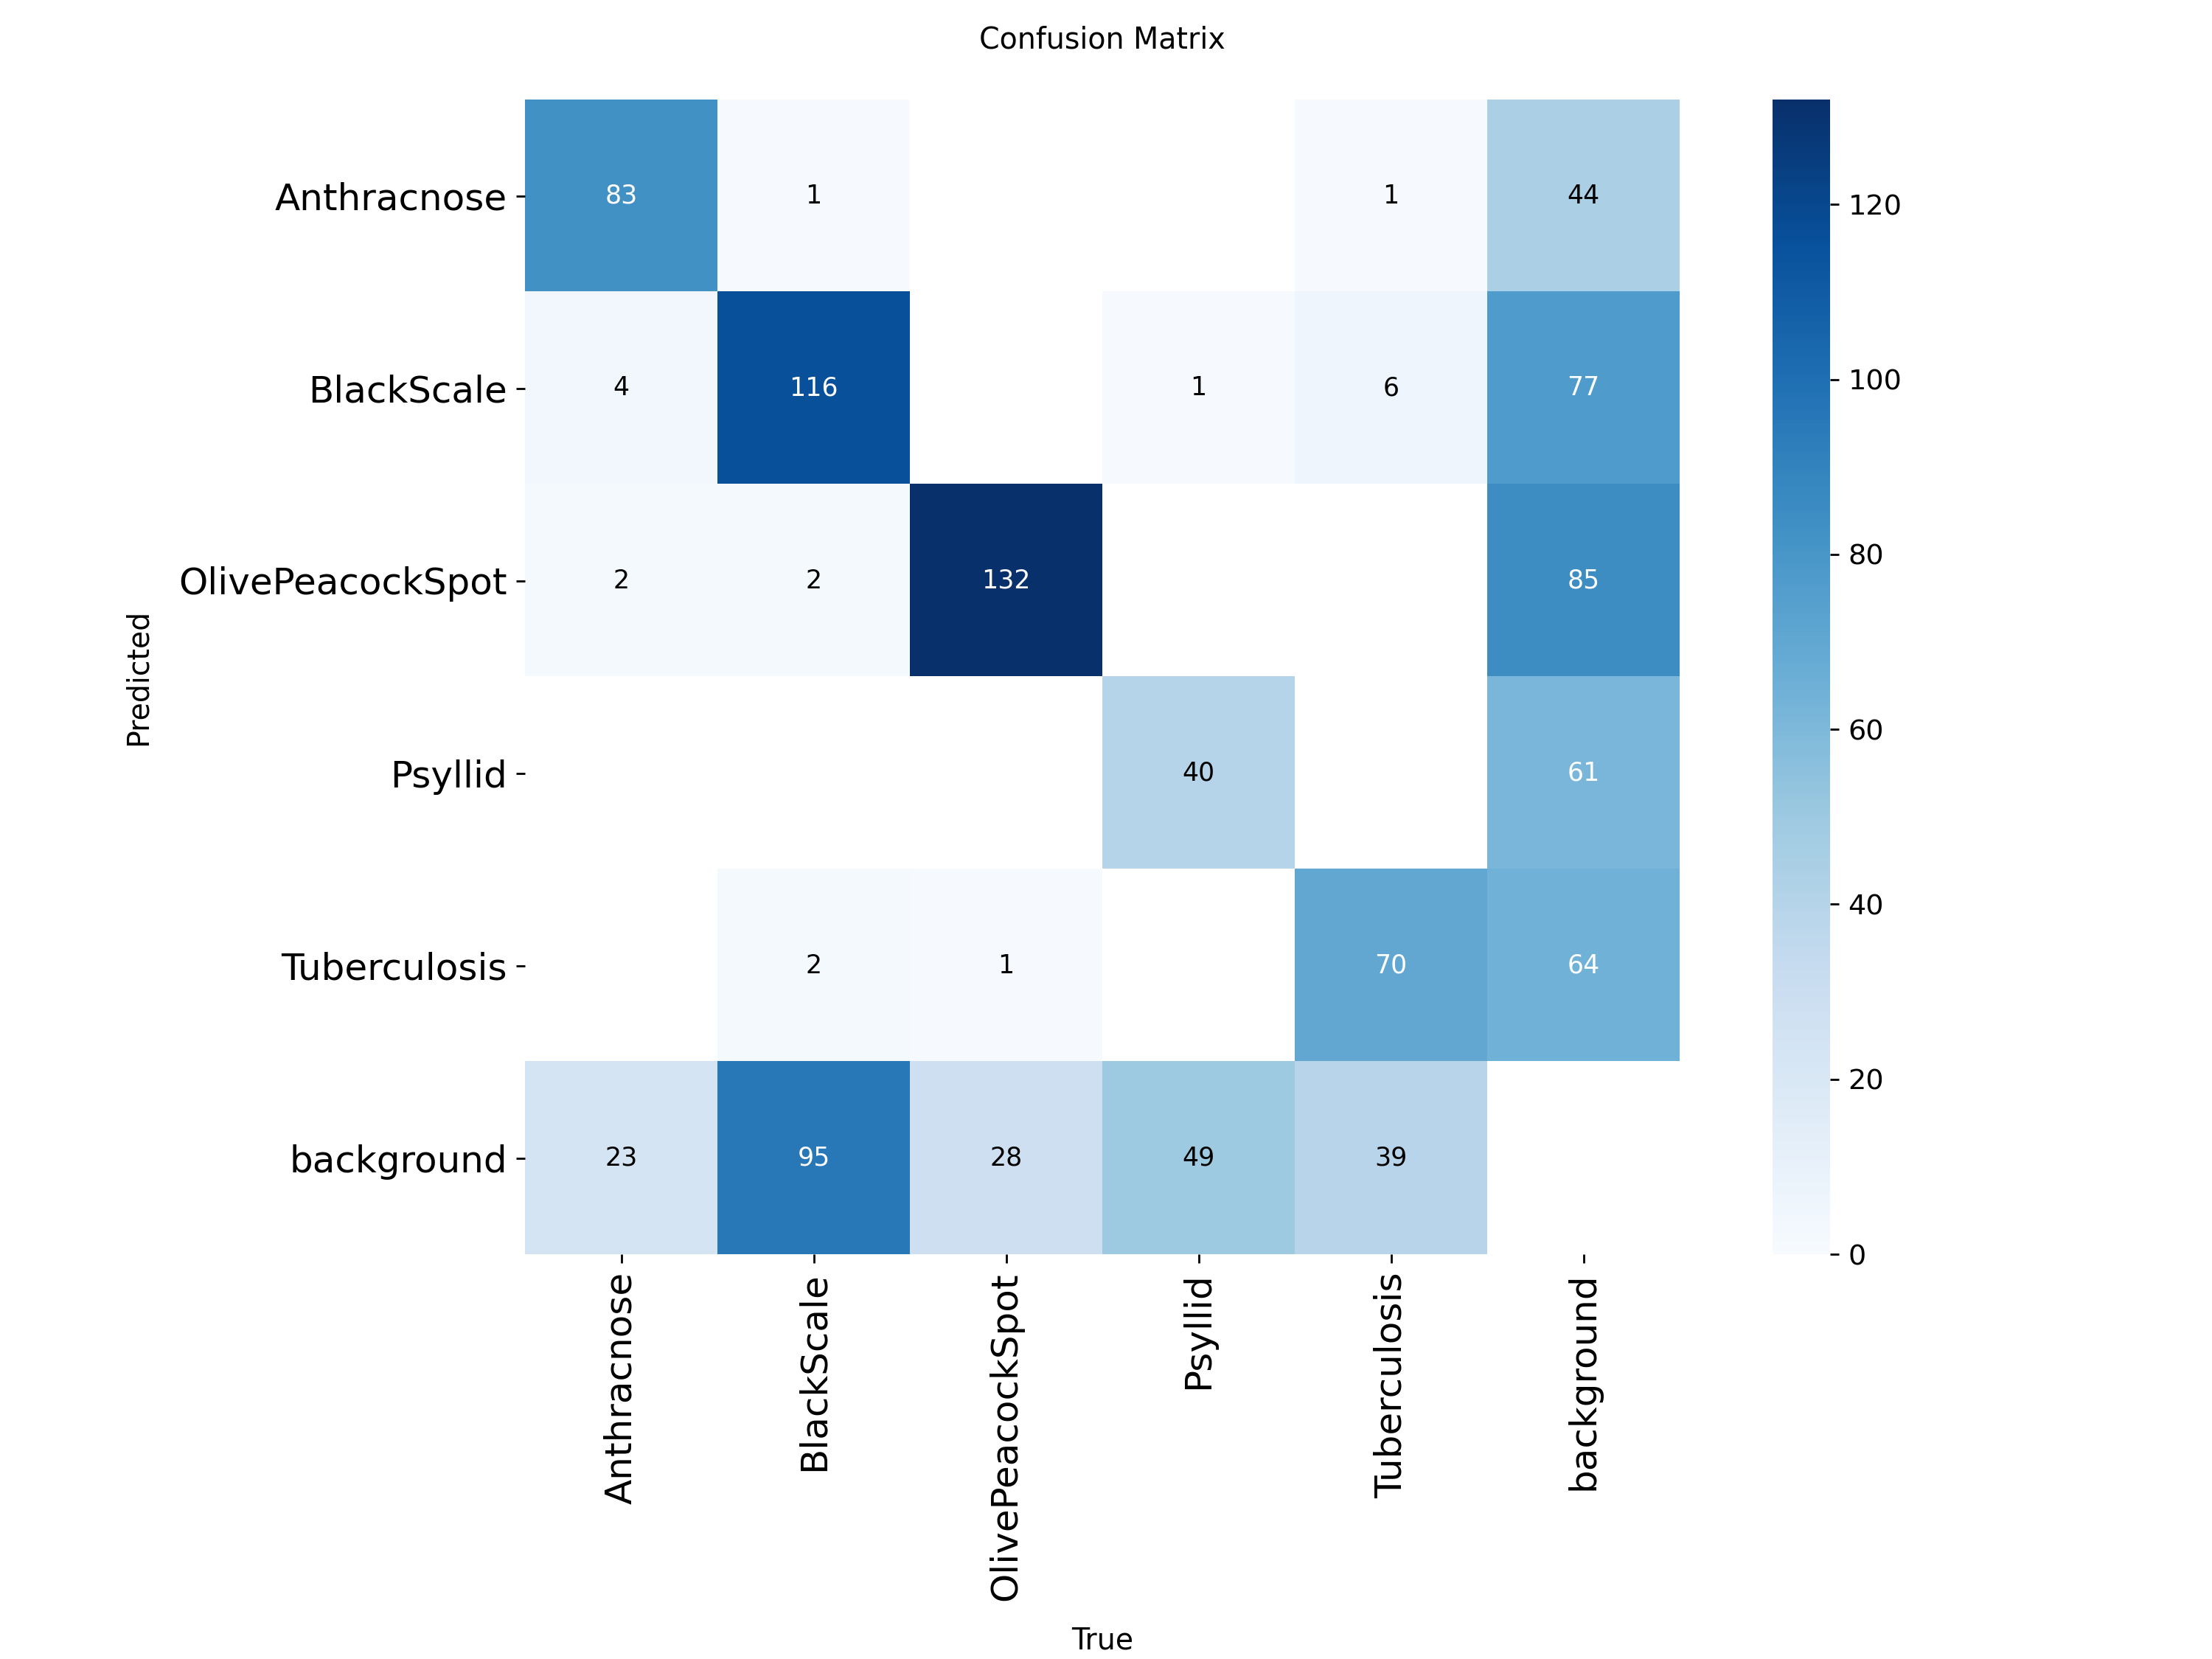 Confusion Matrix
Anthracnose 83 1 1 44
BlackScale 4 116 1 6 77
OlivePeacockSpot 2 2 132 85
Psyllid 40 61
Tuberculosis 2 1 70 64
background 23 95 28 49 39
Predicted
Anthracnose BlackScale OlivePeacockSpot Psyllid Tuberculosis background
True
120
100
80
60
40
20
0